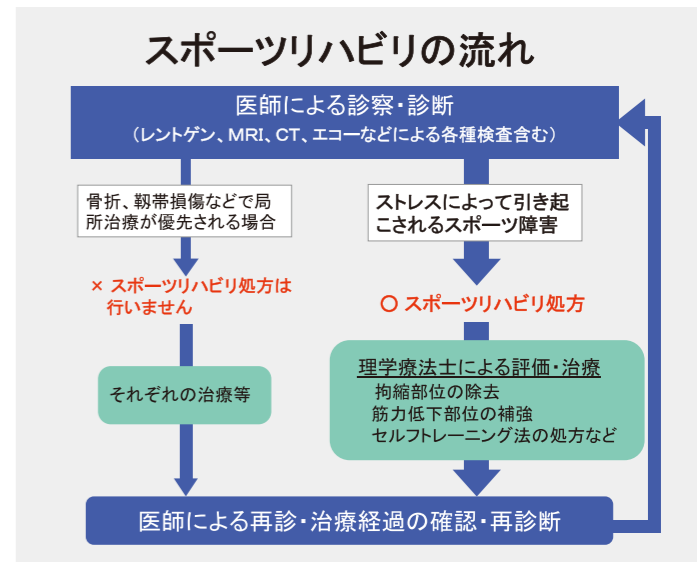 スポーツリハビリの流れ
医師による診察・診断
（レントゲン、MRI、CT、エコーなどによる各種検査含む）
骨折、靱帯損傷などで局
所治療が優先される場合
ストレスによって引き起
こされるスポーツ障害
× スポーツリハビリ処方は
行いません
〇 スポーツリハビリ処方
それぞれの治療等
理学療法士による評価・治療
拘縮部位の除去
筋力低下部位の補強
セルフトレーニング法の処方など
医師による再診・治療経過の確認・再診断